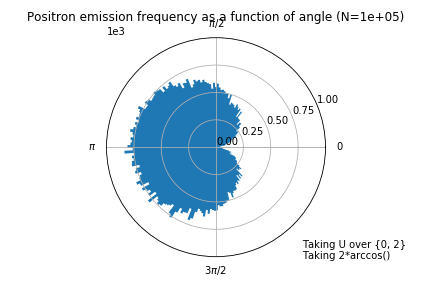 Positron emission frequency as a function of angle (N=1e+05)
π/2
1e3
1.00
0.75
0.50
0.25
0.00
π
0
3π/2
Taking U over {0, 2}
Taking 2*arccos()